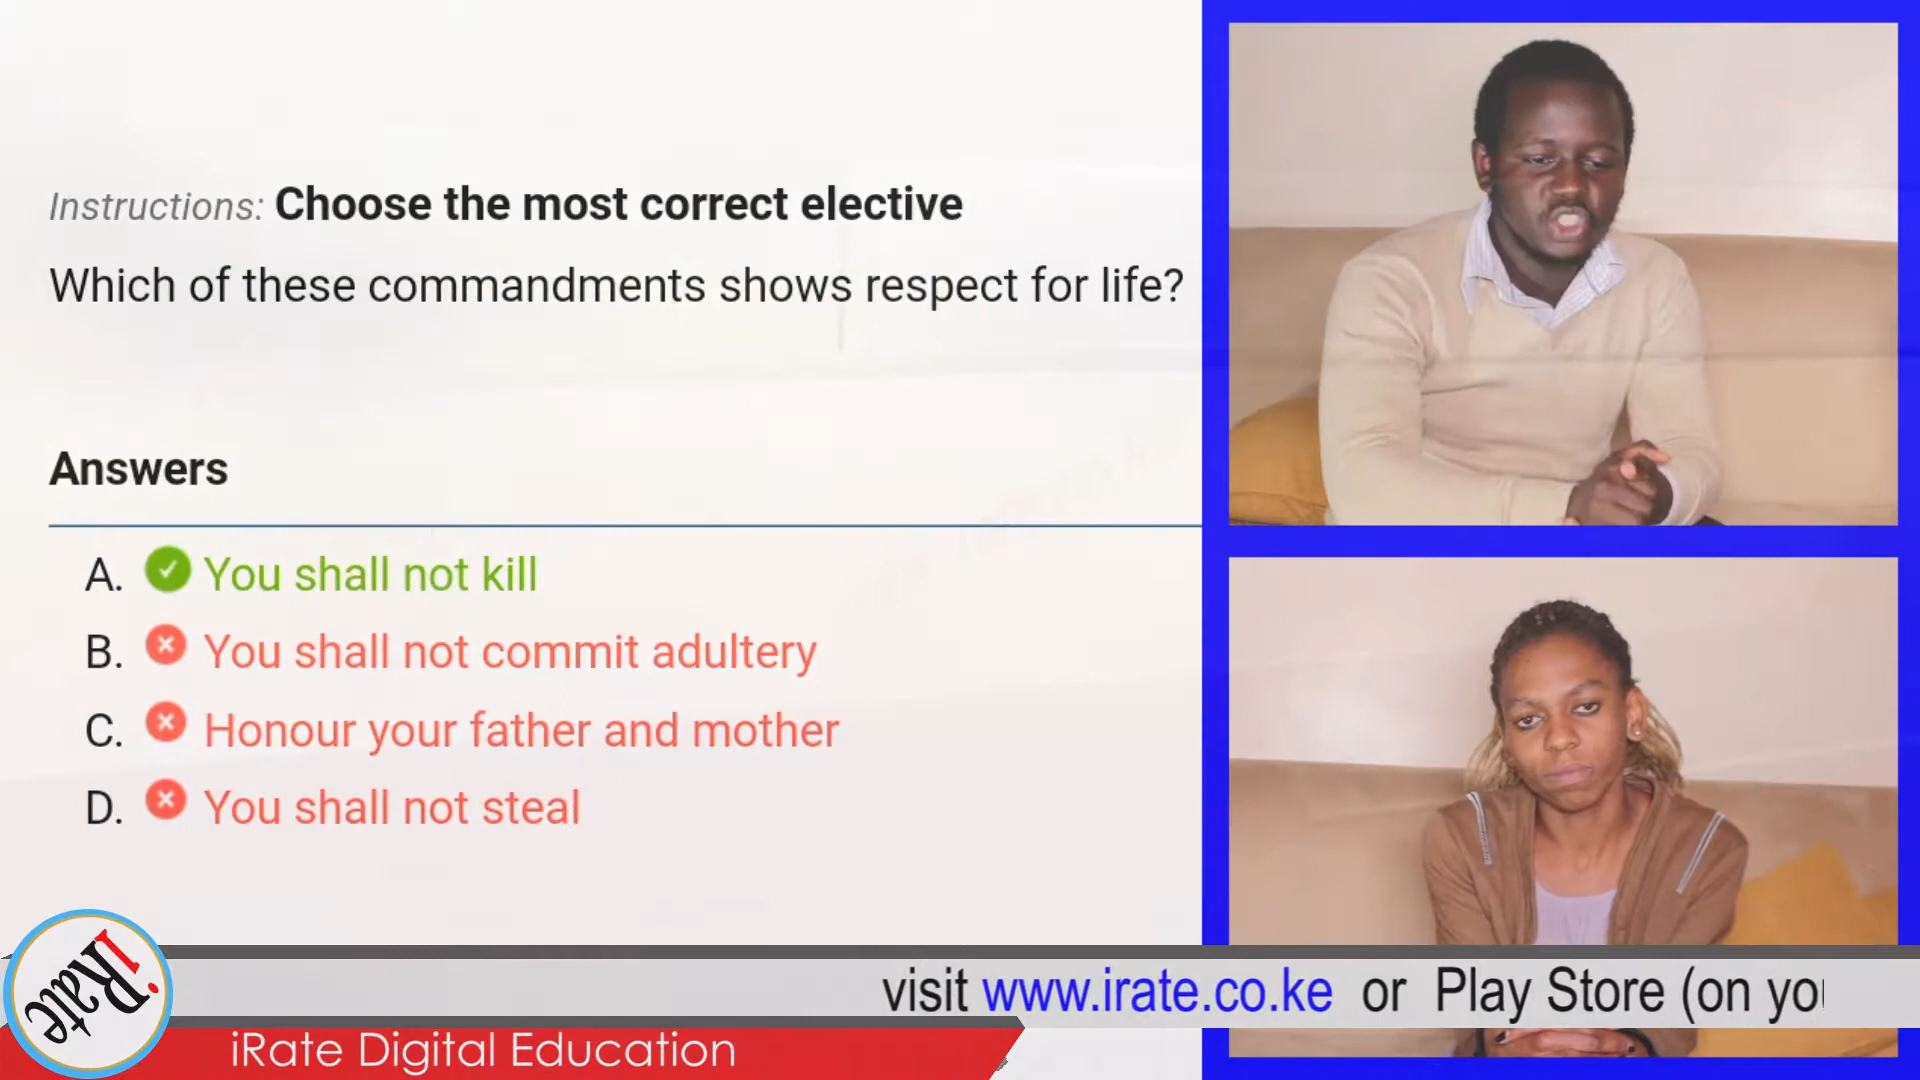 Instructions: Choose the most correct elective
Which of these commandments shows respect for life?
Answers
A. You shall not kill
B. You shall not commit adultery
C. Honour your father and mother
D. You shall not steal
iRate
visit www.irate.co.ke or Play Store (on you
iRate Digital Education